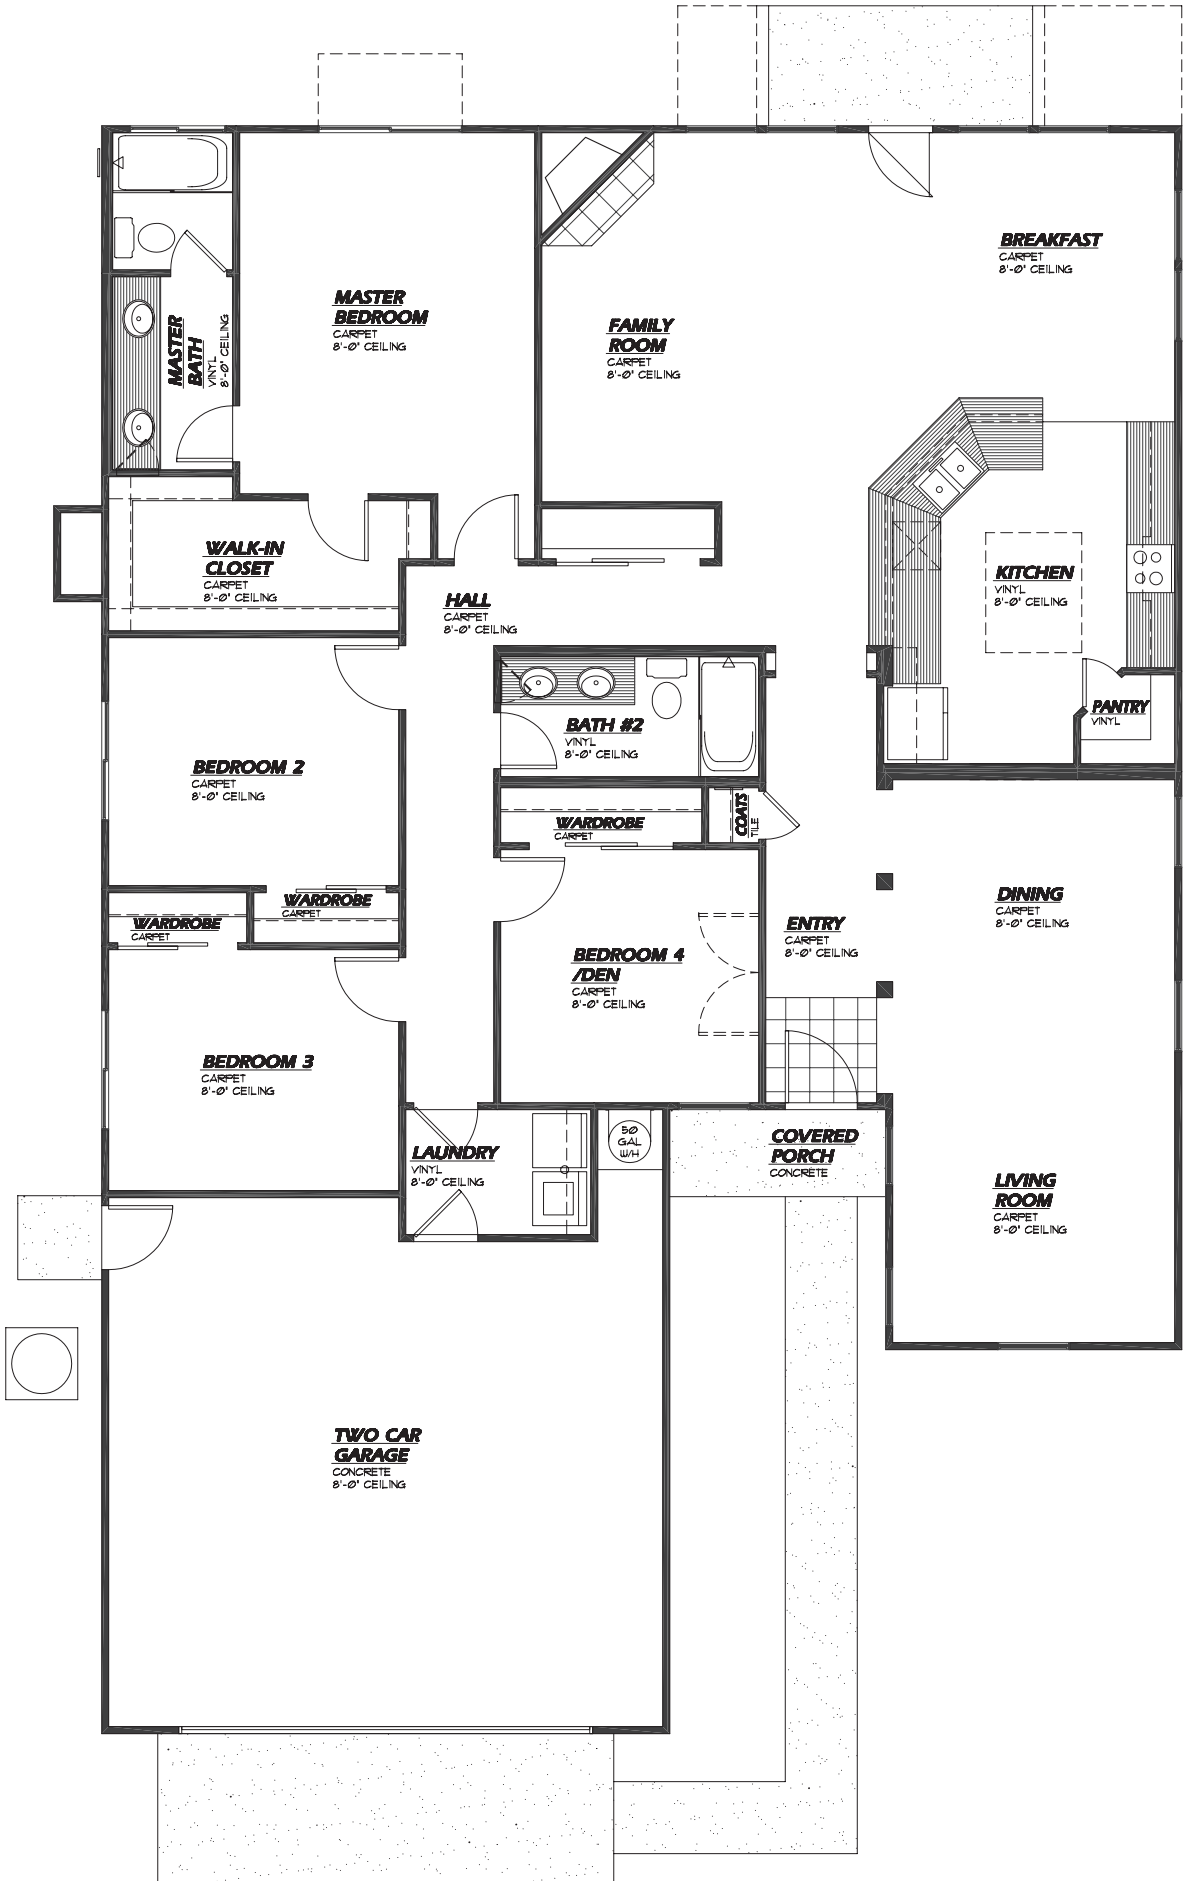 BREAKFAST
CARPET
8'-0" CEILING
MASTER
BEDROOM
CARPET
8'-0" CEILING
FAMILY
ROOM
CARPET
8'-0" CEILING
MASTER
BATH
VINYL
8'-0" CEILING
WALK-IN
CLOSET
CARPET
8'-0" CEILING
HALL
CARPET
8'-0" CEILING
KITCHEN
VINYL
8'-0" CEILING
PANTRY
VINYL
BATH #2
VINYL
8'-0" CEILING
BEDROOM 2
CARPET
8'-0" CEILING
WARDROBE
CARPET
COATS
TILE
WARDROBE
CARPET
WARDROBE
CARPET
DINING
CARPET
8'-0" CEILING
ENTRY
CARPET
8'-0" CEILING
BEDROOM 4
/DEN
CARPET
8'-0" CEILING
BEDROOM 3
CARPET
8'-0" CEILING
LAUNDRY
VINYL
8'-0" CEILING
50
GAL
W/H
COVERED
PORCH
CONCRETE
LIVING
ROOM
CARPET
8'-0" CEILING
TWO CAR
GARAGE
CONCRETE
8'-0" CEILING